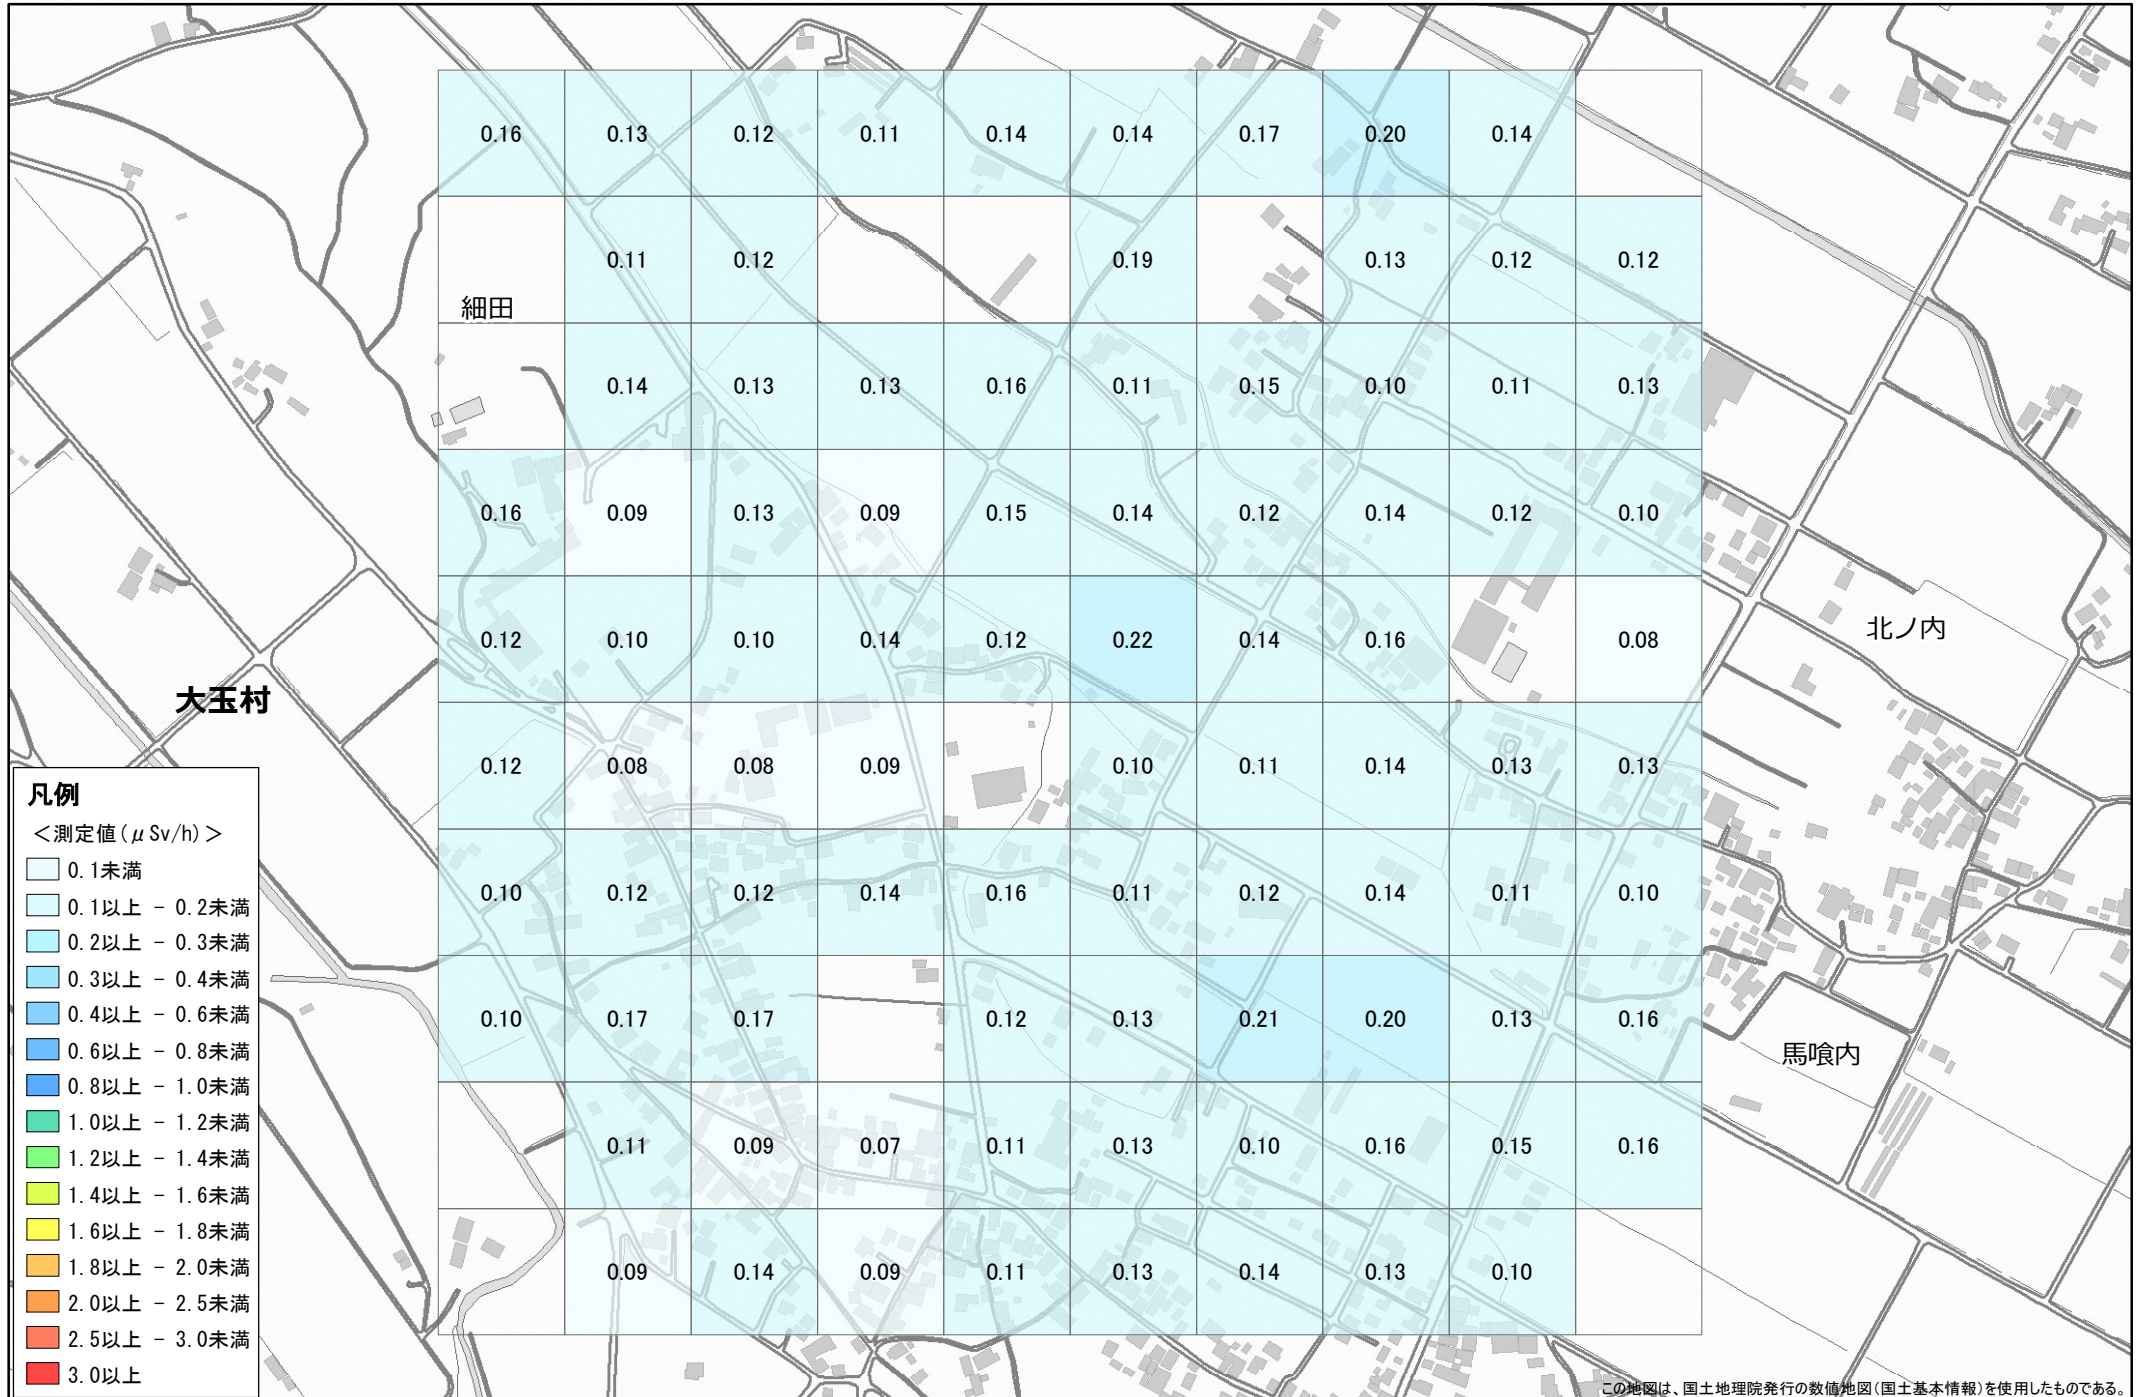 0.16 0.13 0.12 0.11 0.14 0.14 0.17 0.20 0.14
0.11 0.12 0.19 0.13 0.12 0.12
細田
0.14 0.13 0.13 0.16 0.11 0.15 0.10 0.11 0.13
0.16 0.09 0.13 0.09 0.15 0.14 0.12 0.14 0.12 0.10
0.12 0.10 0.10 0.14 0.12 0.22 0.14 0.16 0.08
北ノ内
大玉村
0.12 0.08 0.08 0.09 0.10 0.11 0.14 0.13 0.13
0.10 0.12 0.12 0.14 0.16 0.11 0.12 0.14 0.11 0.10
0.10 0.17 0.17 0.12 0.13 0.21 0.20 0.13 0.16
馬喰内
0.11 0.09 0.07 0.11 0.13 0.10 0.16 0.15 0.16
0.09 0.14 0.09 0.11 0.13 0.14 0.13 0.10
凡例
＜測定値(μSv/h)＞
0.1未満
0.1以上 － 0.2未満
0.2以上 － 0.3未満
0.3以上 － 0.4未満
0.4以上 － 0.6未満
0.6以上 － 0.8未満
0.8以上 － 1.0未満
1.0以上 － 1.2未満
1.2以上 － 1.4未満
1.4以上 － 1.6未満
1.6以上 － 1.8未満
1.8以上 － 2.0未満
2.0以上 － 2.5未満
2.5以上 － 3.0未満
3.0以上
この地図は、国土地理院発行の数値地図(国土基本情報)を使用したものである。